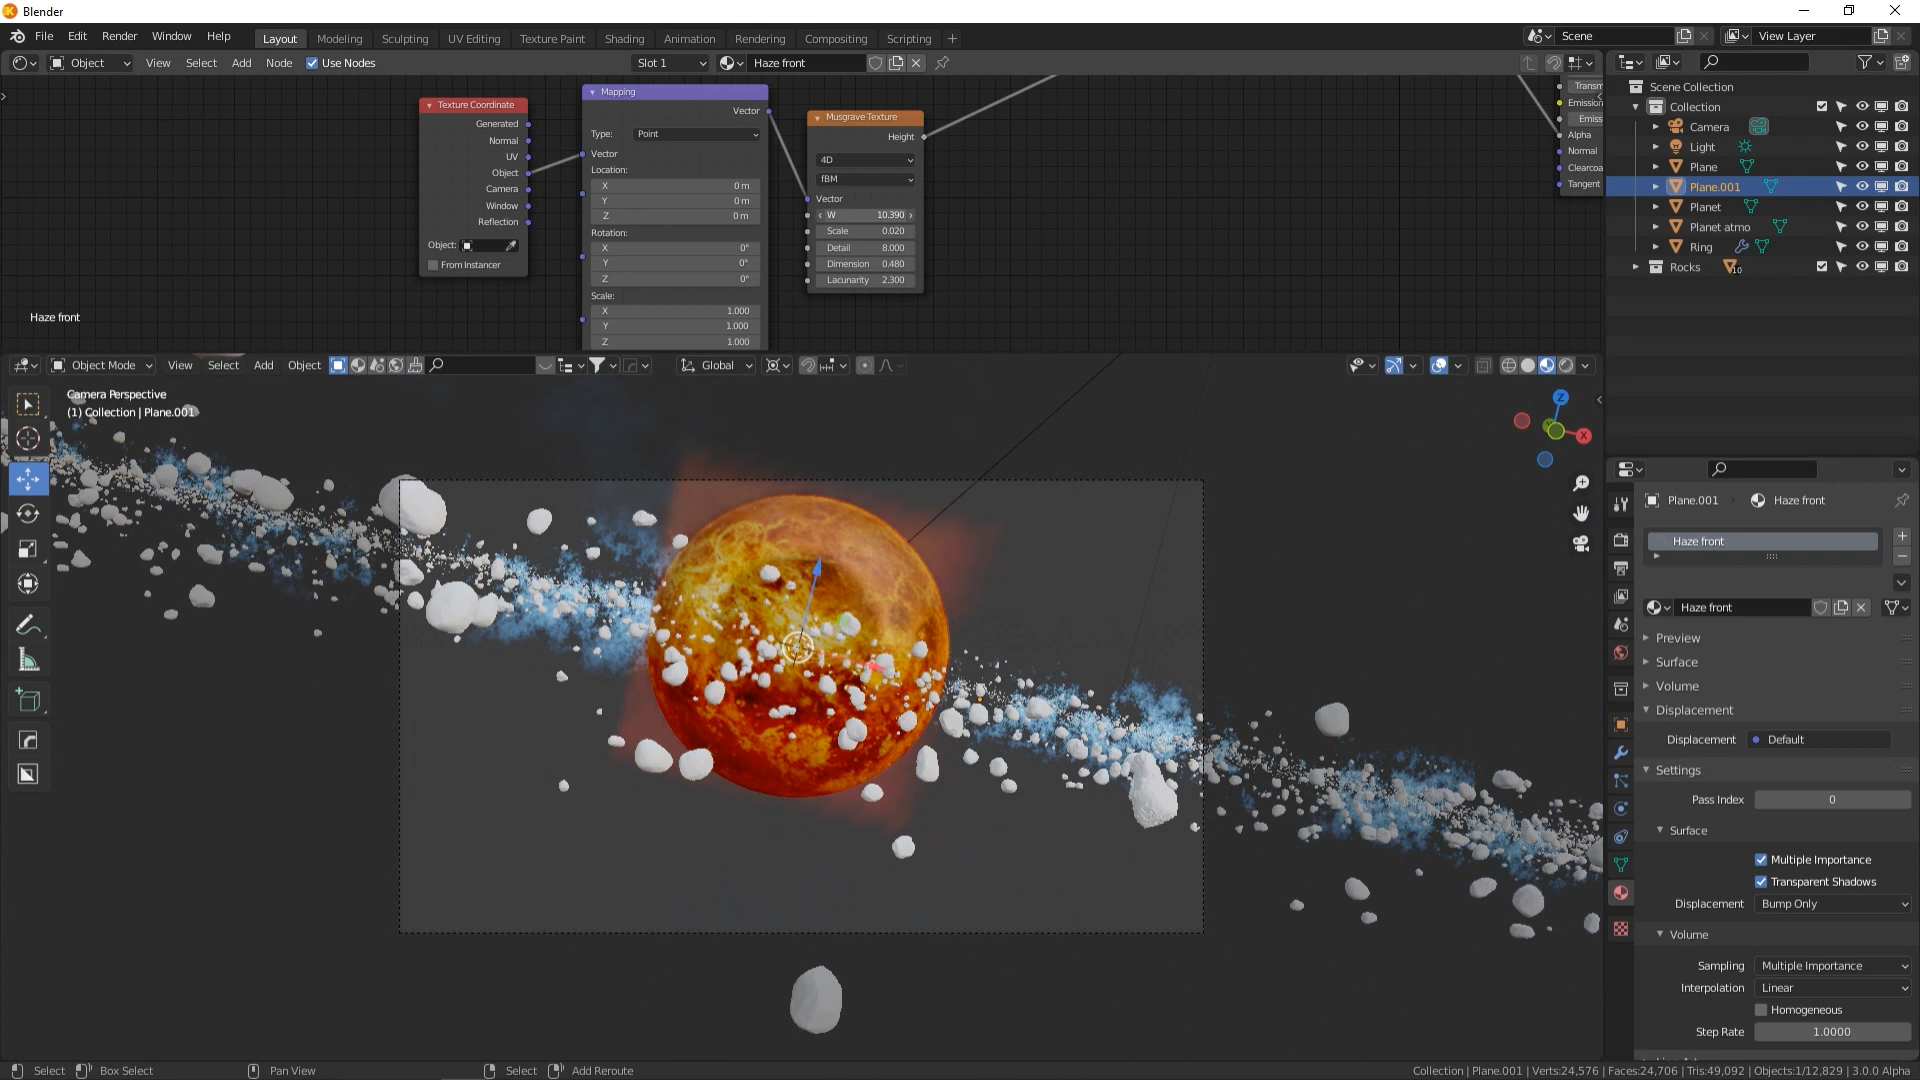 Blender
File Edit Render Window Help Layout Modeling Sculpting UV Editing Texture Paint Shading Animation Rendering Compositing Scripting + Scene View Layer
Object View Select Add Node Use Nodes Slot 1 Haze front
Scene Collection
Collection
Camera
Light
Plane
Plane.001
Planet
Planet atmo
Ring
Rocks 10
Texture Coordinate
Generated
Normal
UV
Object
Camera
Window
Reflection
Object:
From Instancer
Mapping
Vector
Type: Point
Vector
Location:
X 0 m
Y 0 m
Z 0 m
Rotation:
X 0°
Y 0°
Z 0°
Scale:
X 1.000
Y 1.000
Z 1.000
Musgrave Texture
Height
4D
fBM
Vector
W 10.390
Scale 0.020
Detail 8.000
Dimension 0.480
Lacunarity 2.300
Transm
Emission
Emiss
Alpha
Normal
Clearcoa
Tangent
Haze front
Object Mode View Select Add Object Global
Camera Perspective
(1) Collection | Plane.001
Z
X
Plane.001 Haze front
Haze front
Haze front
Preview
Surface
Volume
Displacement
Displacement Default
Settings
Pass Index 0
Surface
Multiple Importance
Transparent Shadows
Displacement Bump Only
Volume
Sampling Multiple Importance
Interpolation Linear
Homogeneous
Step Rate 1.0000
Select Box Select Pan View Select Add Reroute Collection | Plane.001 | Verts:24,576 | Faces:24,706 | Tris:49,092 | Objects:1/12,829 | 3.0.0 Alpha